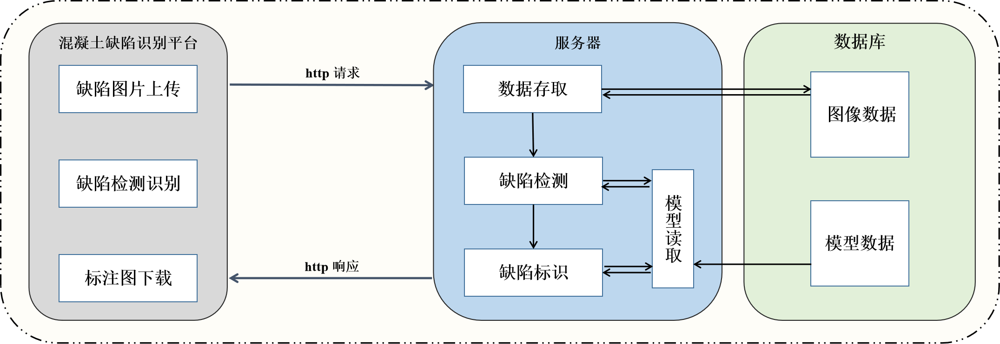 混凝土缺陷识别平台
缺陷图片上传
缺陷检测识别
标注图下载
http 请求
http 响应
服务器
数据存取
缺陷检测
缺陷标识
模型读取
数据库
图像数据
模型数据